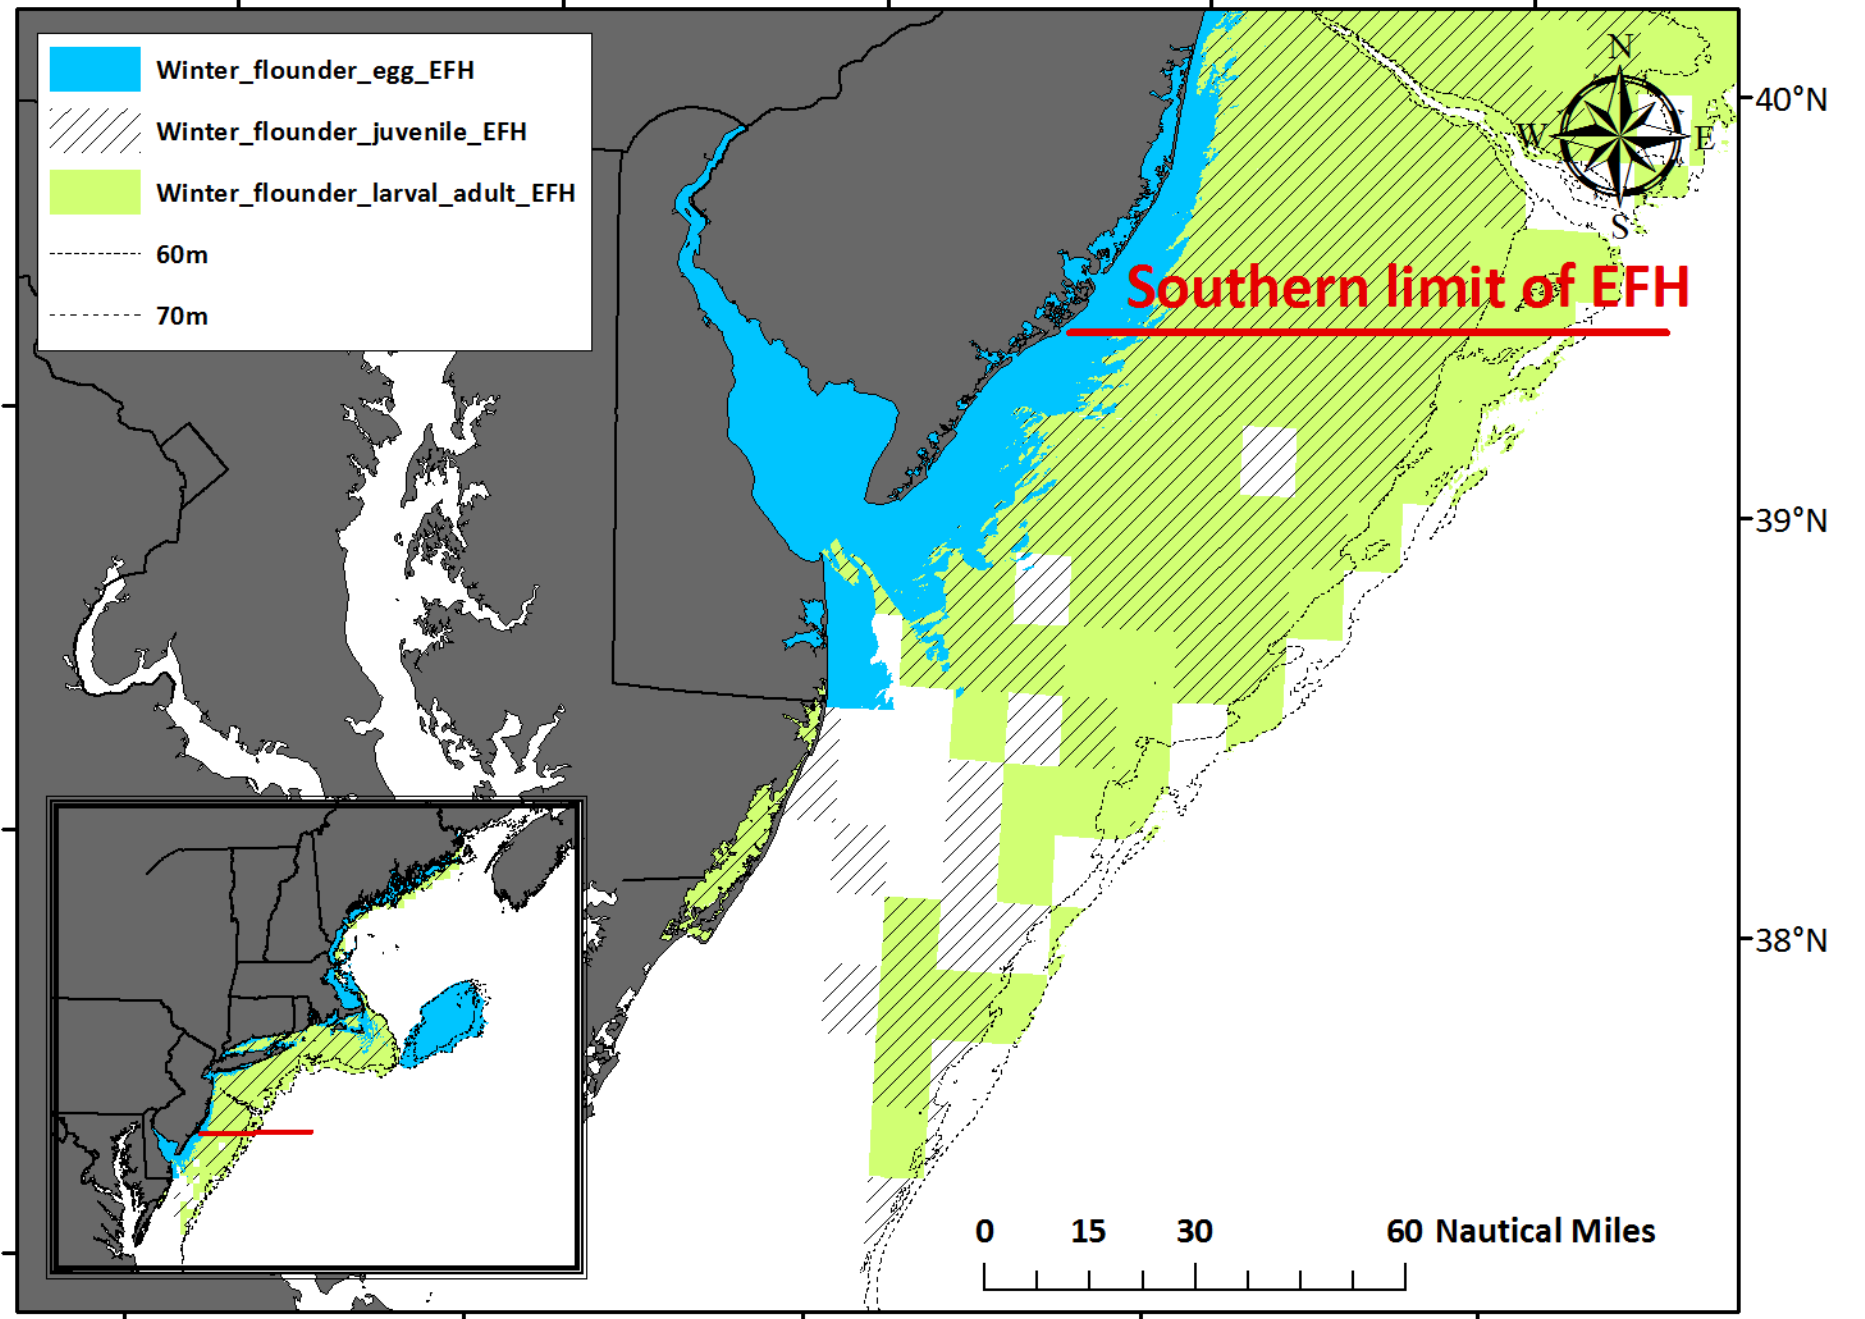 Winter_flounder_egg_EFH
Winter_flounder_juvenile_EFH
Winter_flounder_larval_adult_EFH
60m
70m
N
W E
S
40°N
Southern limit of EFH
39°N
38°N
0 15 30 60 Nautical Miles